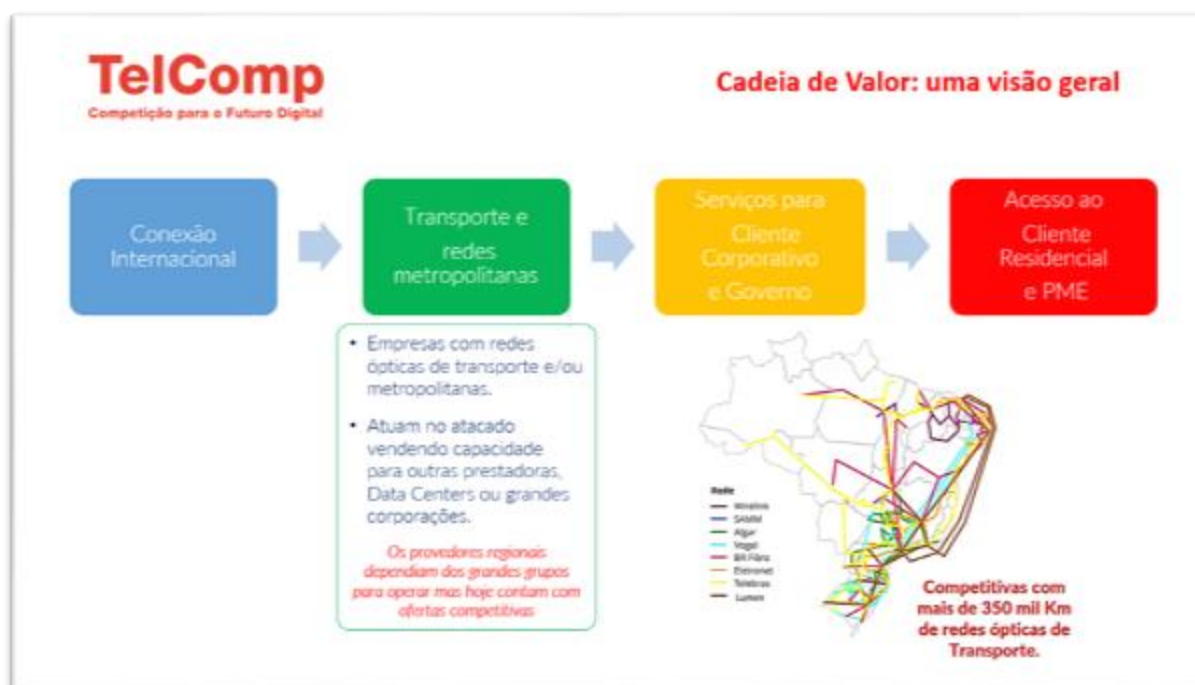 TelComp
Competição para o Futuro Digital
Cadeia de Valor: uma visão geral
Conexão
Internacional
Transporte e
redes
metropolitanas
Serviços para
Cliente
Corporativo
e Governo
Acesso ao
Cliente
Residencial
e PME
• Empresas com redes
ópticas de transporte e/ou
metropolitanas.
• Atuam no atacado
vendendo capacidade
para outras prestadoras,
Data Centers ou grandes
corporações.
Os provedores regionais
dependiam dos grandes grupos
para operar mas hoje contam com
ofertas competitivas
Rede
Wirelink
SAMM
Algar
Vogel
BR Fibra
Eletronet
Telebras
Lumen
Competitivas com
mais de 350 mil Km
de redes ópticas de
Transporte.